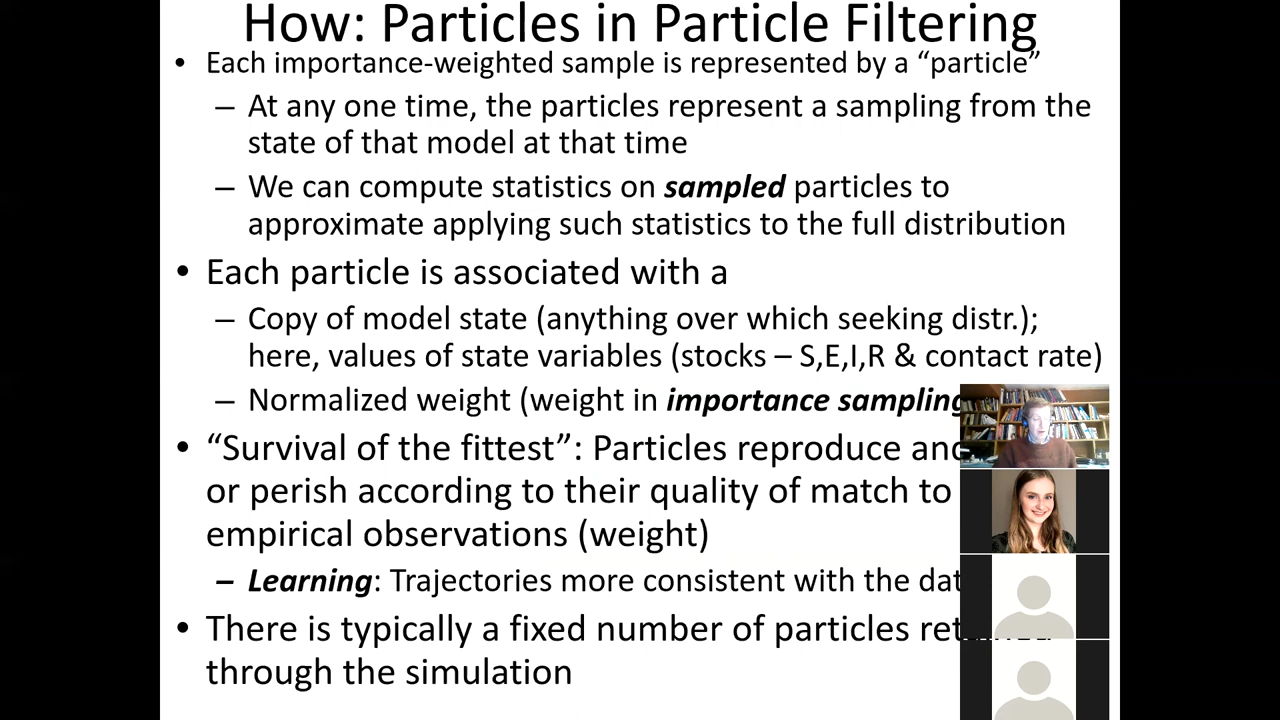 How: Particles in Particle Filtering
• Each importance-weighted sample is represented by a “particle”
– At any one time, the particles represent a sampling from the
state of that model at that time
– We can compute statistics on sampled particles to
approximate applying such statistics to the full distribution
• Each particle is associated with a
– Copy of model state (anything over which seeking distr.);
here, values of state variables (stocks – S,E,I,R & contact rate)
– Normalized weight (weight in importance sampling
• “Survival of the fittest”: Particles reproduce and
or perish according to their quality of match to
empirical observations (weight)
– Learning: Trajectories more consistent with the
• There is typically a fixed number of particles
through the simulation